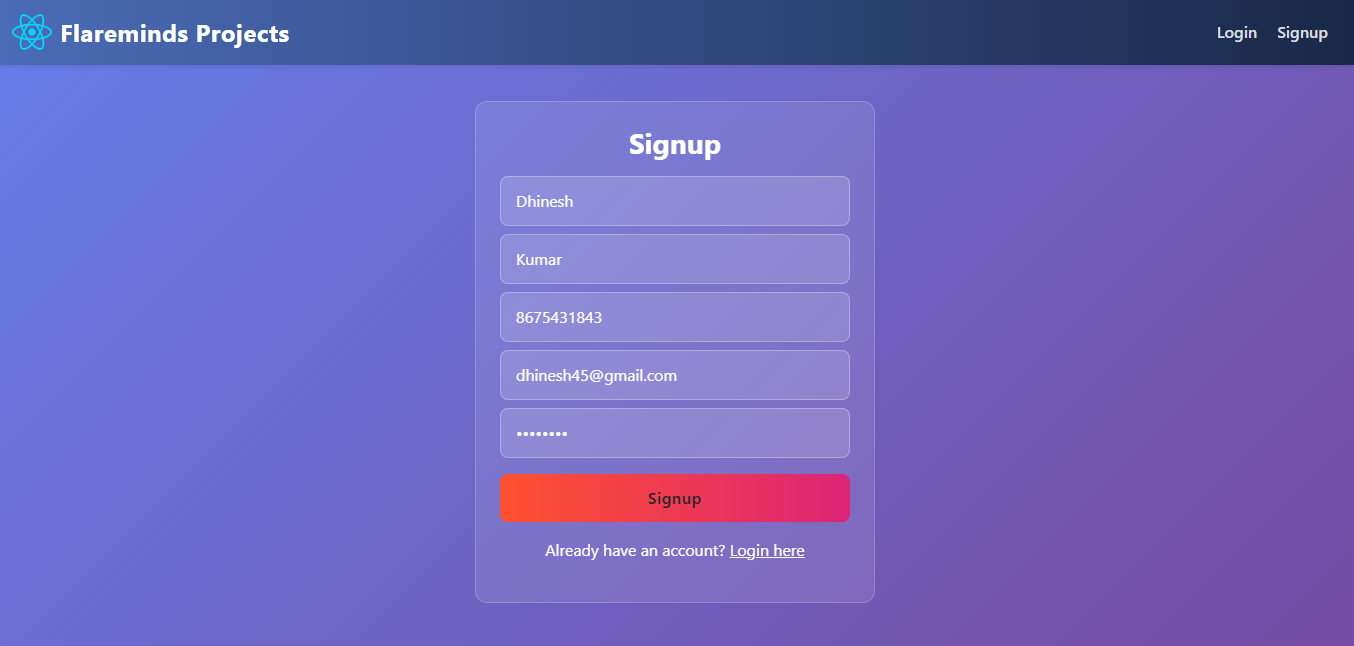 Flareminds Projects
Login Signup
Signup
Dhinesh
Kumar
8675431843
dhinesh45@gmail.com
••••••••
Signup
Already have an account? Login here